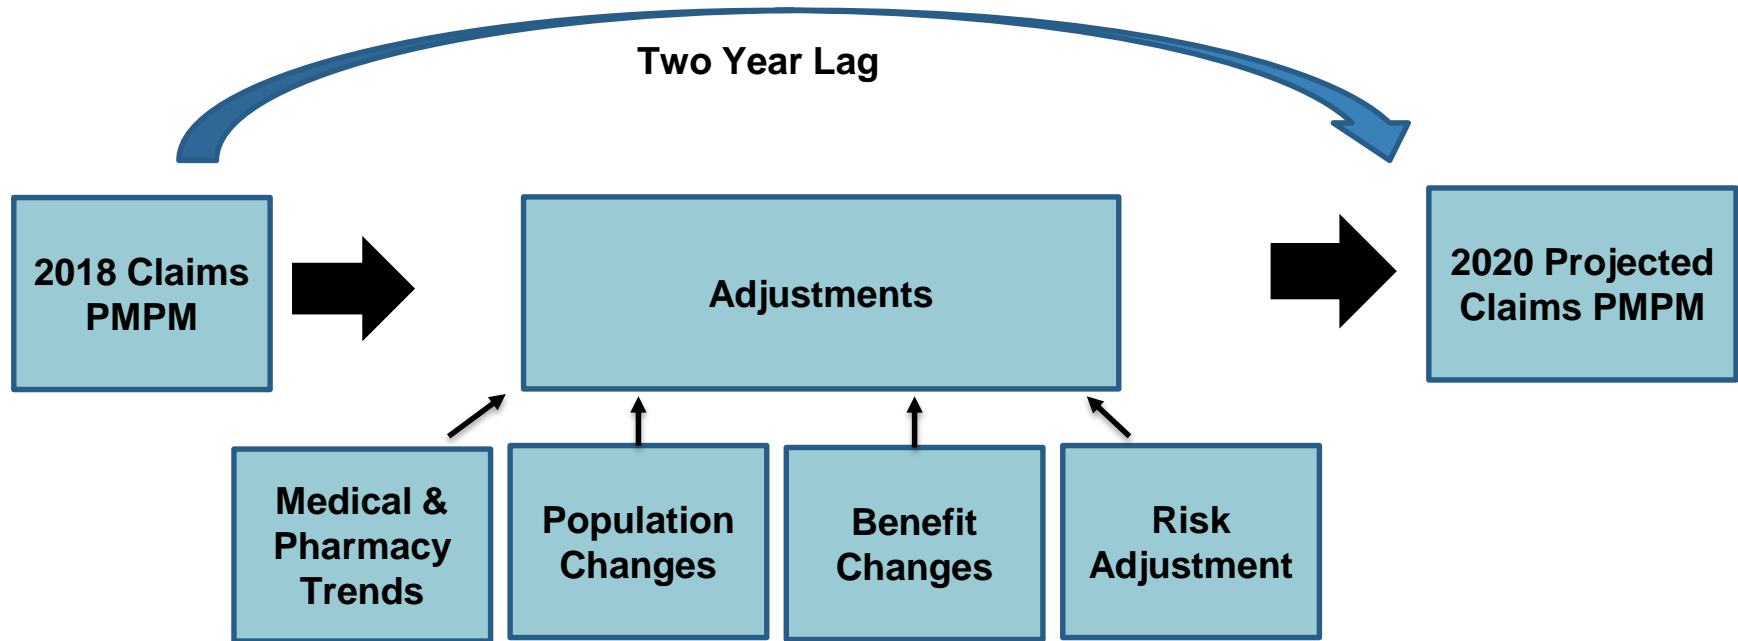 Two Year Lag
2018 Claims
PMPM
Adjustments
2020 Projected
Claims PMPM
Medical &
Pharmacy
Trends
Population
Changes
Benefit
Changes
Risk
Adjustment